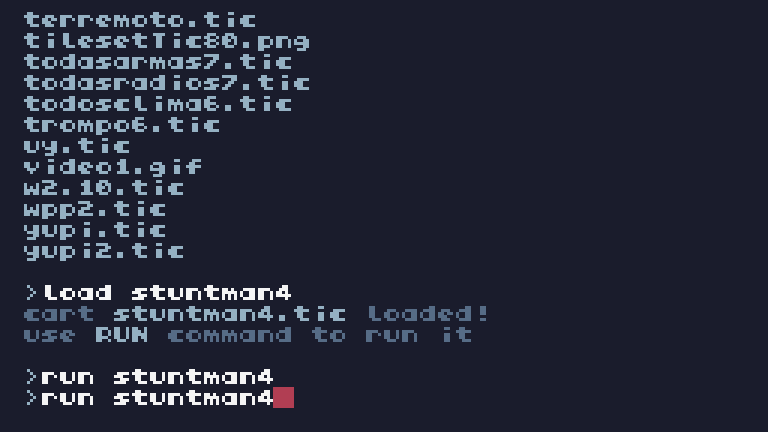 terremoto.tic
tilesetTic80.png
todasarmas7.tic
todasradios7.tic
todosclima6.tic
trompo6.tic
uy.tic
video1.gif
w2.10.tic
wpp2.tic
yupi.tic
yupi2.tic
>load stuntman4
cart stuntman4.tic loaded!
use RUN command to run it
>run stuntman4
>run stuntman4